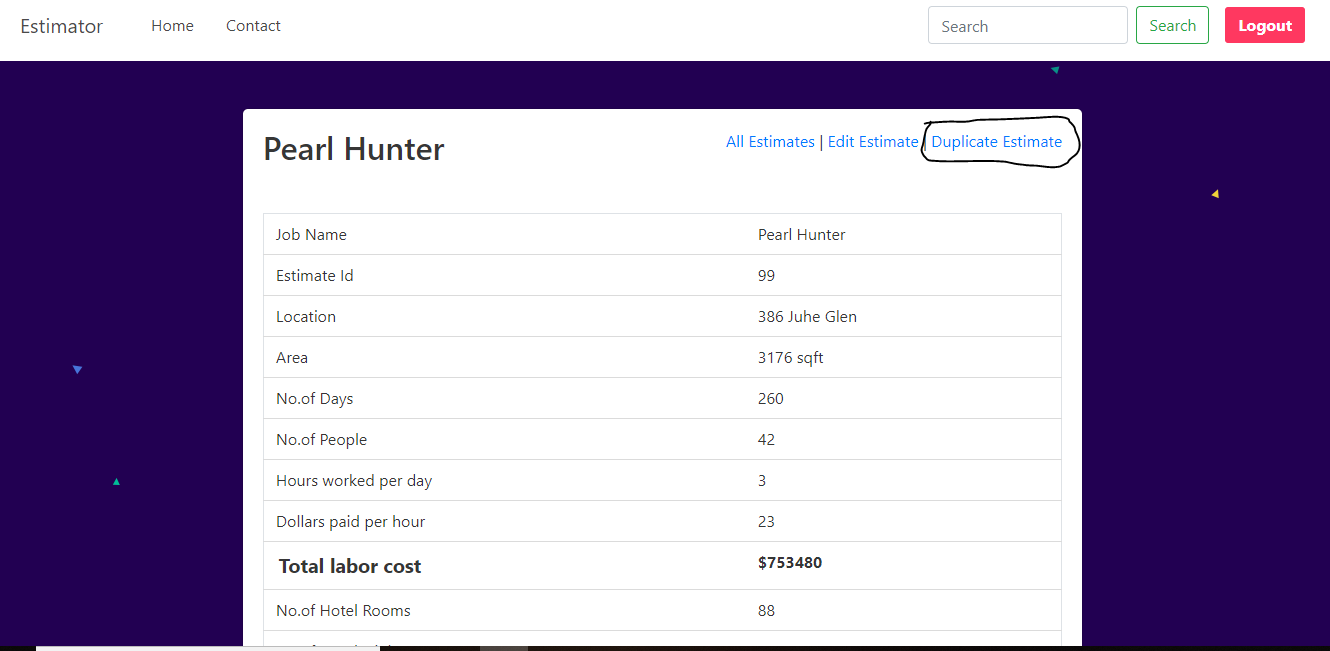 Estimator Home Contact Search Search Logout
Pearl Hunter
All Estimates | Edit Estimate | Duplicate Estimate
Job Name Pearl Hunter
Estimate Id 99
Location 386 Juhe Glen
Area 3176 sqft
No.of Days 260
No.of People 42
Hours worked per day 3
Dollars paid per hour 23
Total labor cost $753480
No.of Hotel Rooms 88